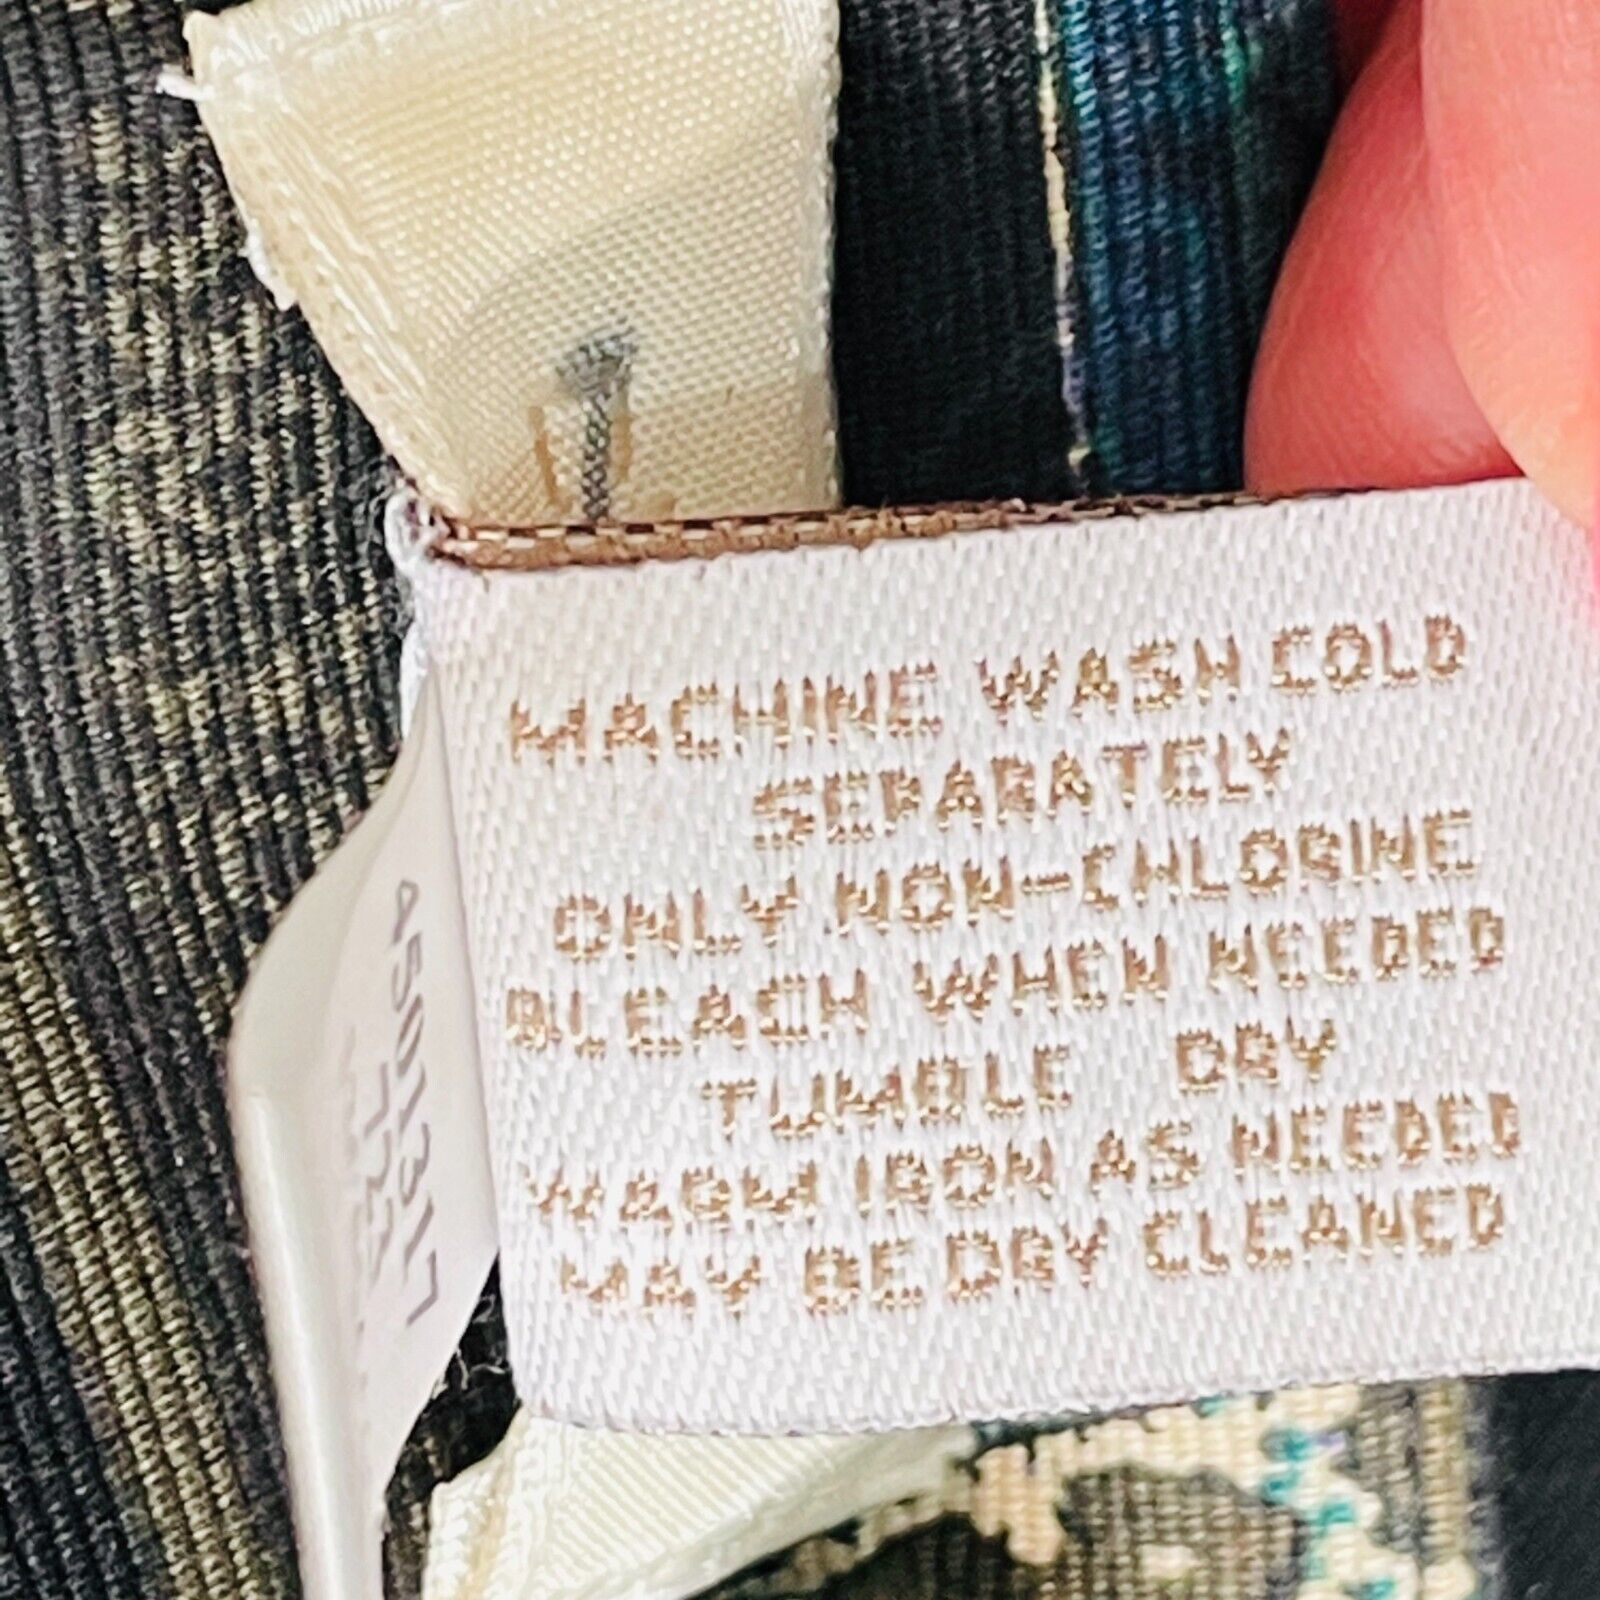 MACHINE WASH COLD
SEPARATELY
ONLY NON-CHLORINE
BLEACH WHEN NEEDED
TUMBLE DRY
WARM IRON AS NEEDED
MAY BE DRY CLEANED